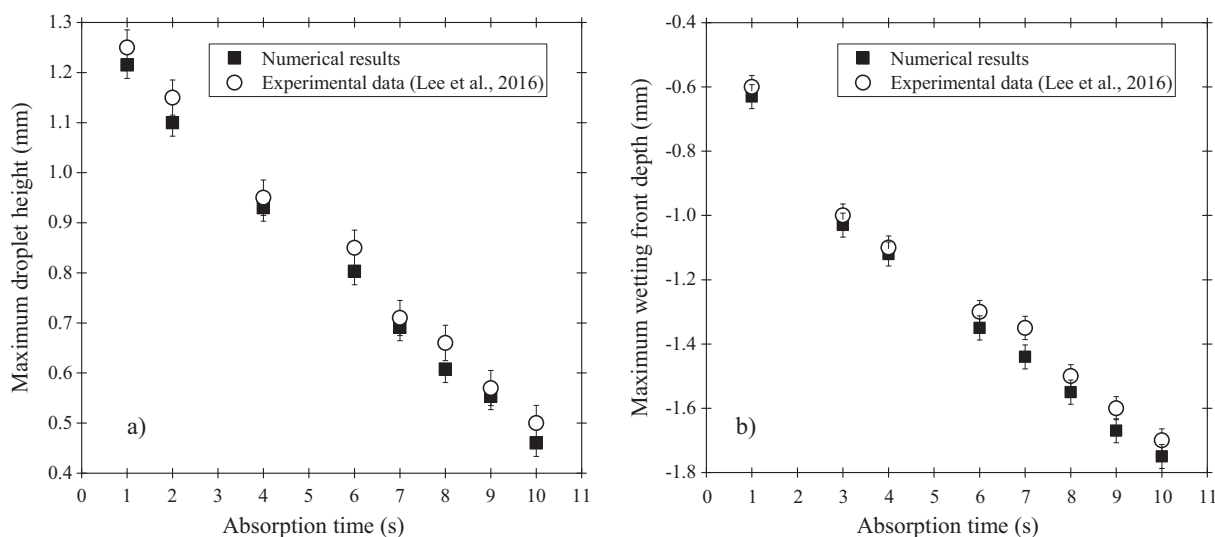 1.3
1.2
1.1
1.0
0.9
0.8
0.7
0.6
0.5
0.4
Maximum droplet height (mm)
Numerical results
Experimental data (Lee et al., 2016)
a)
0 1 2 3 4 5 6 7 8 9 10 11
Absorption time (s)
-0.4
-0.6
-0.8
-1.0
-1.2
-1.4
-1.6
-1.8
Maximum wetting front depth (mm)
Numerical results
Experimental data (Lee et al., 2016)
b)
0 1 2 3 4 5 6 7 8 9 10 11
Absorption time (s)